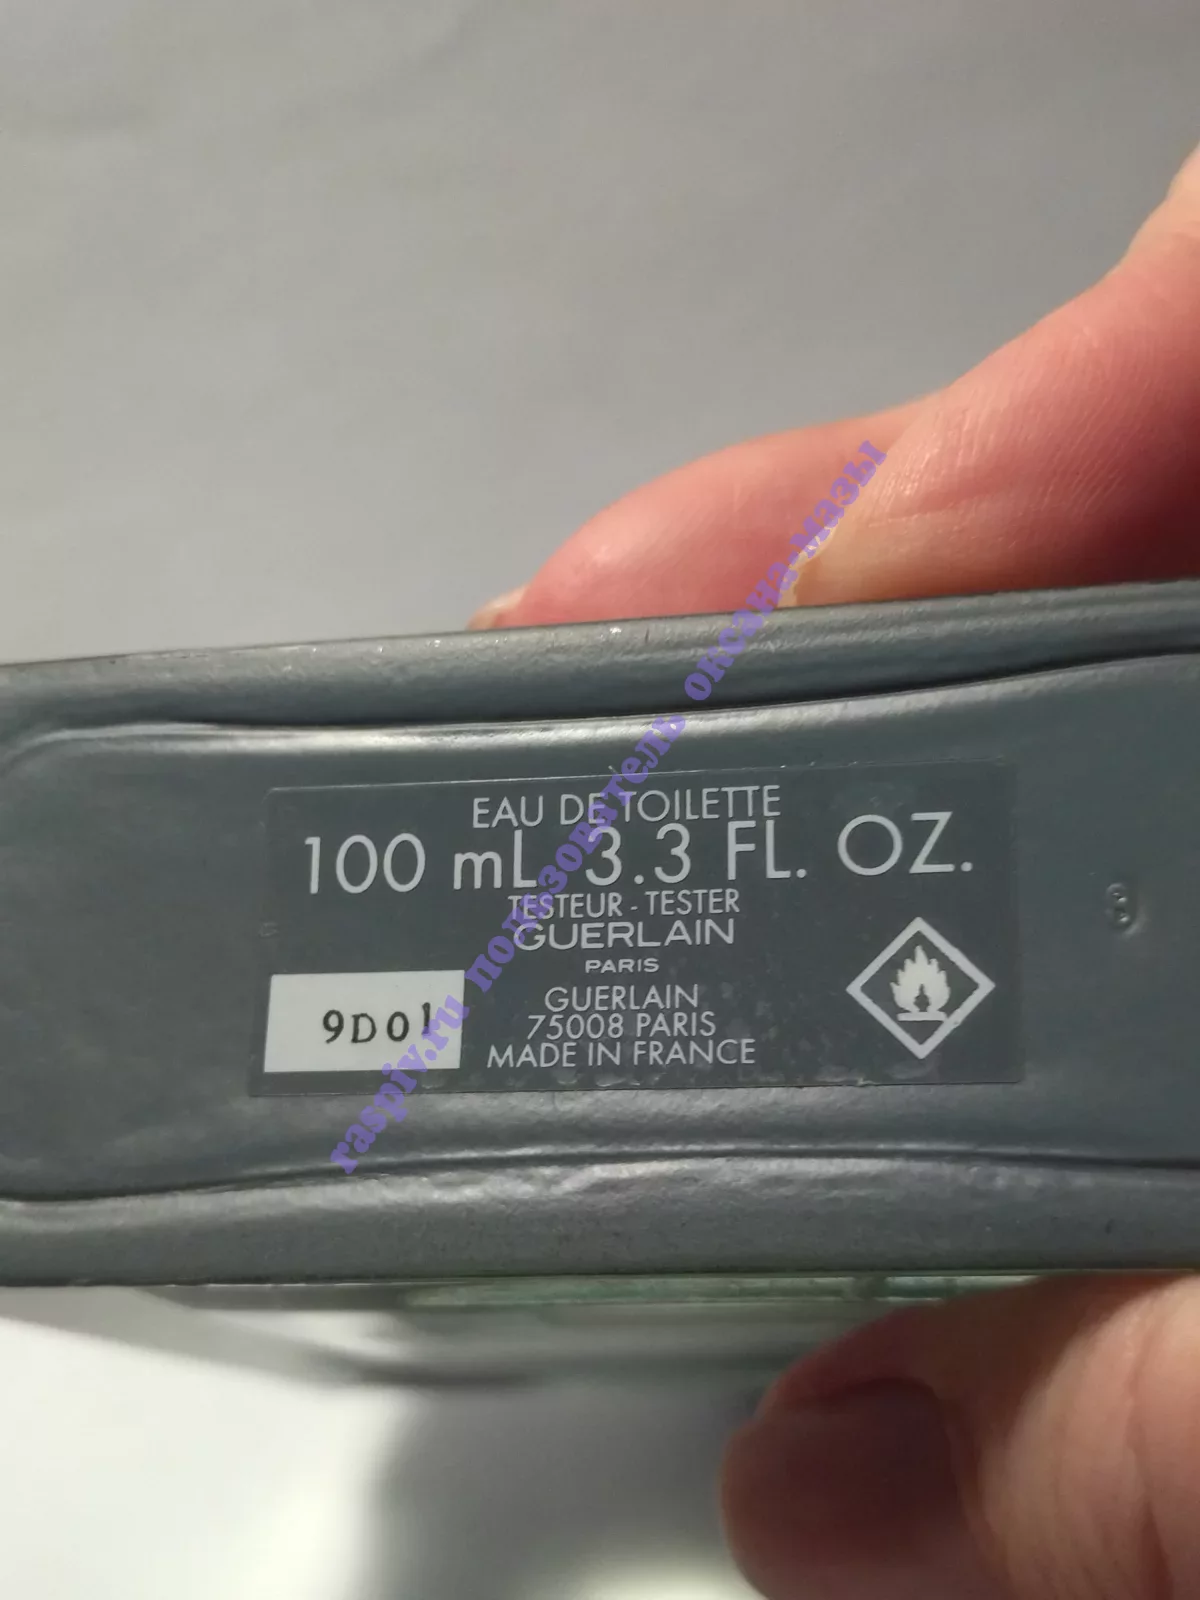 EAU DE TOILETTE
100 mL 3.3 FL. OZ.
TESTEUR - TESTER
GUERLAIN
PARIS
GUERLAIN
75008 PARIS
MADE IN FRANCE
9D01
8
raspiv.ru пользователь оксана-мазы